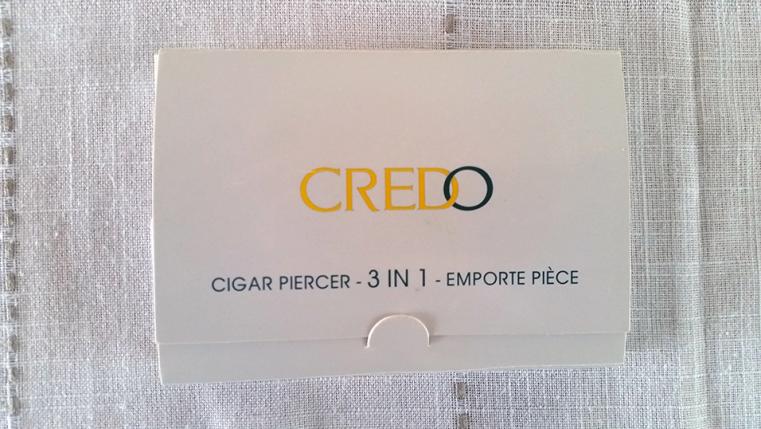 CREDO
CIGAR PIERCER - 3 IN 1 - EMPORTE PIÈCE